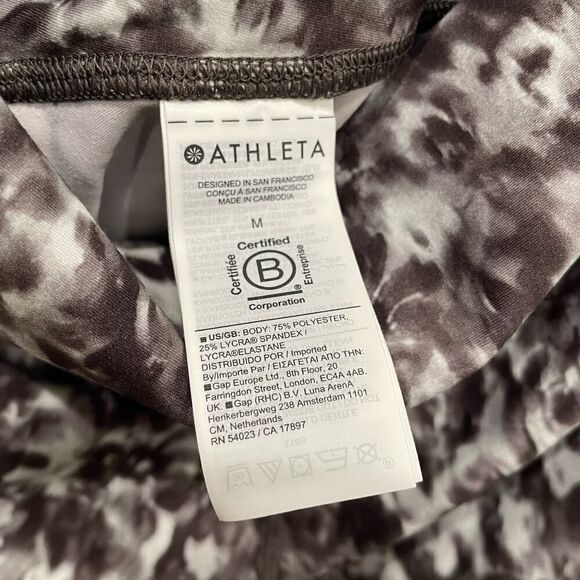 ATHLETA
DESIGNED IN SAN FRANCISCO
CONÇU À SAN FRANCISCO
MADE IN CAMBODIA
M
Certified
Certifiée
B
Entreprise
®
Corporation
US/GB: BODY: 75% POLYESTER,
25% LYCRA® SPANDEX /
LYCRA®ELASTANE
DISTRIBUIDO POR / Imported
By/Importe Par / ΕΙΣΑΓΕΤΑΙ ΑΠΟ ΤΗΝ:
Gap Europe Ltd., 8th Floor, 20
Farringdon Street, London, EC4A 4AB.
UK. Gap (RHC) B.V. Luna ArenA
Herikerbergweg 238 Amsterdam 1101
CM, Netherlands
RN 54023 / CA 17897